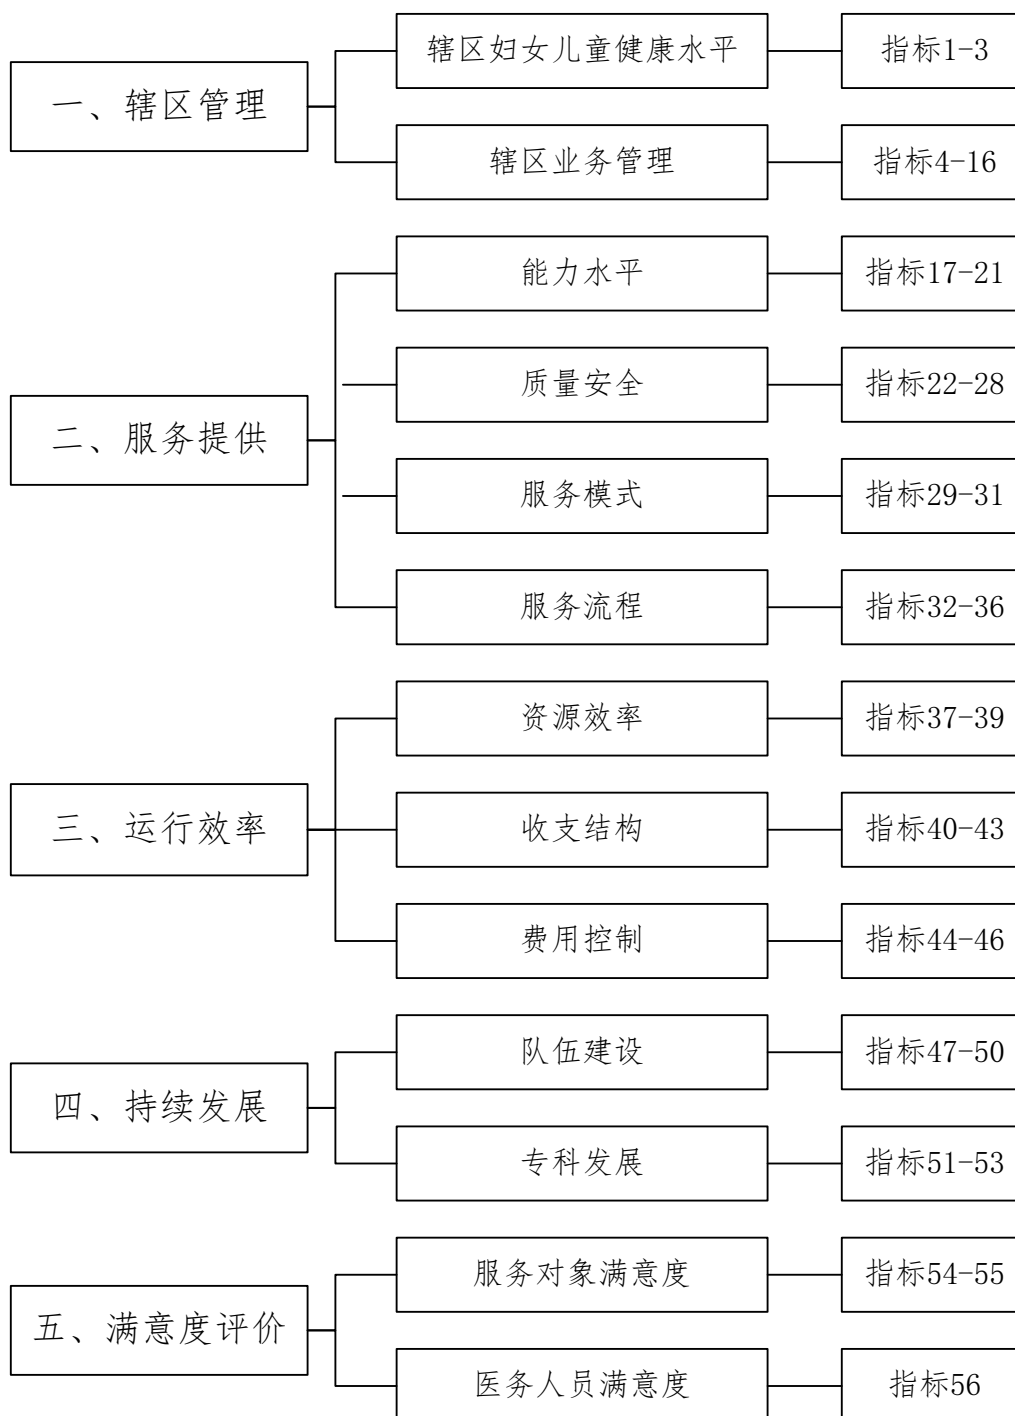 一、辖区管理
辖区妇女儿童健康水平
指标1-3
辖区业务管理
指标4-16
二、服务提供
能力水平
指标17-21
质量安全
指标22-28
服务模式
指标29-31
服务流程
指标32-36
三、运行效率
资源效率
指标37-39
收支结构
指标40-43
费用控制
指标44-46
四、持续发展
队伍建设
指标47-50
专科发展
指标51-53
五、满意度评价
服务对象满意度
指标54-55
医务人员满意度
指标56